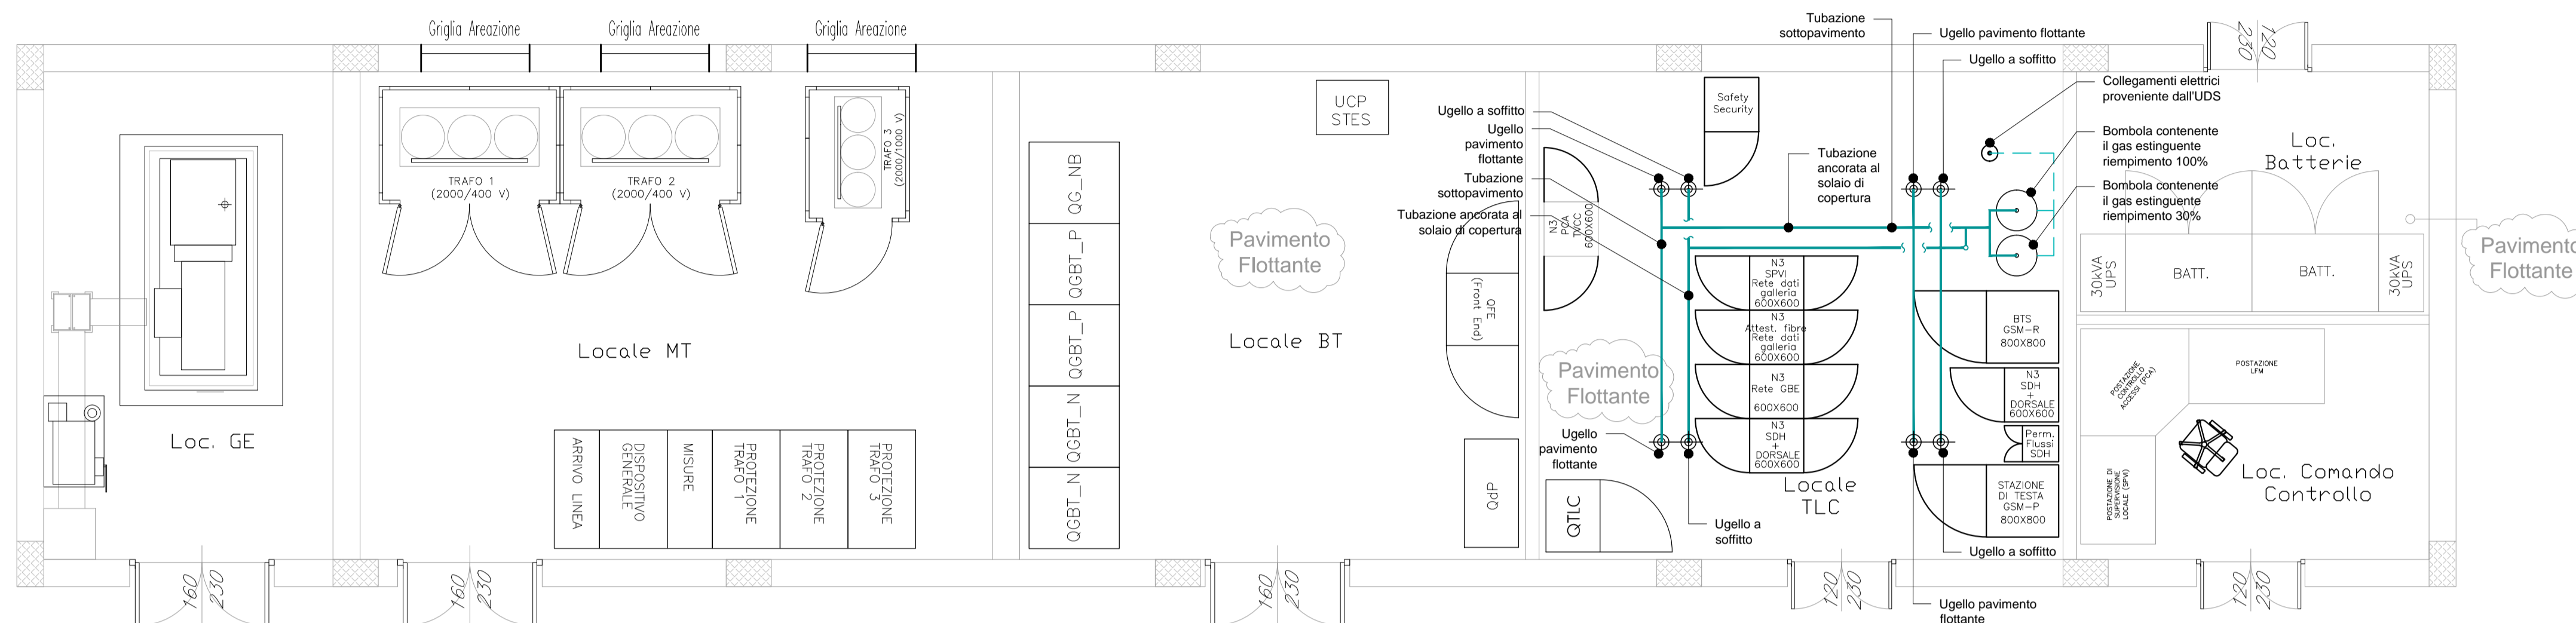 Griglia Areazione
Griglia Areazione
Griglia Areazione
TRAFO 1
(2000/400 V)
TRAFO 2
(2000/400 V)
TRAFO 3
(2000/1000 V)
Loc. GE
Locale MT
ARRIVO LINEA
DISPOSITIVO
GENERALE
MISURE
PROTEZIONE
TRAFO 1
PROTEZIONE
TRAFO 2
PROTEZIONE
TRAFO 3
160
230
160
230
QG_NB
QGBT_P
QGBT_P
QGBT_N
QGBT_N
UCP
STES
Pavimento
Flottante
Locale BT
QFE
(Front End)
QdP
160
230
Ugello a soffitto
Ugello
pavimento
flottante
Tubazione
sottopavimento
Tubazione ancorata al
solaio di copertura
N3
PCA
TVCC
600X600
Safety
Security
Tubazione
sottopavimento
Tubazione
ancorata al
solaio di
copertura
Ugello pavimento flottante
Ugello a soffitto
Collegamenti elettrici
proveniente dall'UDS
Bombola contenente
il gas estinguente
riempimento 100%
Bombola contenente
il gas estinguente
riempimento 30%
N3
SPVI
Rete dati
galleria
600X600
N3
Attest. fibre
Rete dati
galleria
600X600
N3
Rete GBE
600X600
N3
SDH
+
DORSALE
600X600
Pavimento
Flottante
Ugello
pavimento
flottante
QTLC
Ugello a
soffitto
Locale
TLC
BTS
GSM-R
800X800
N3
SDH
+
DORSALE
600X600
Perm.
Flussi
SDH
STAZIONE
DI TESTA
GSM-P
800X800
Ugello a soffitto
Ugello pavimento
flottante
120
230
120
230
Loc.
Batterie
30kVA
UPS
BATT.
BATT.
30kVA
UPS
Pavimento
Flottante
POSTAZIONE
CONTROLLO
ACCESSI (PCA)
POSTAZIONE
LFM
POSTAZIONE DI
SUPERVISIONE
LOCALE (SPVI)
Loc. Comando
Controllo
120
230